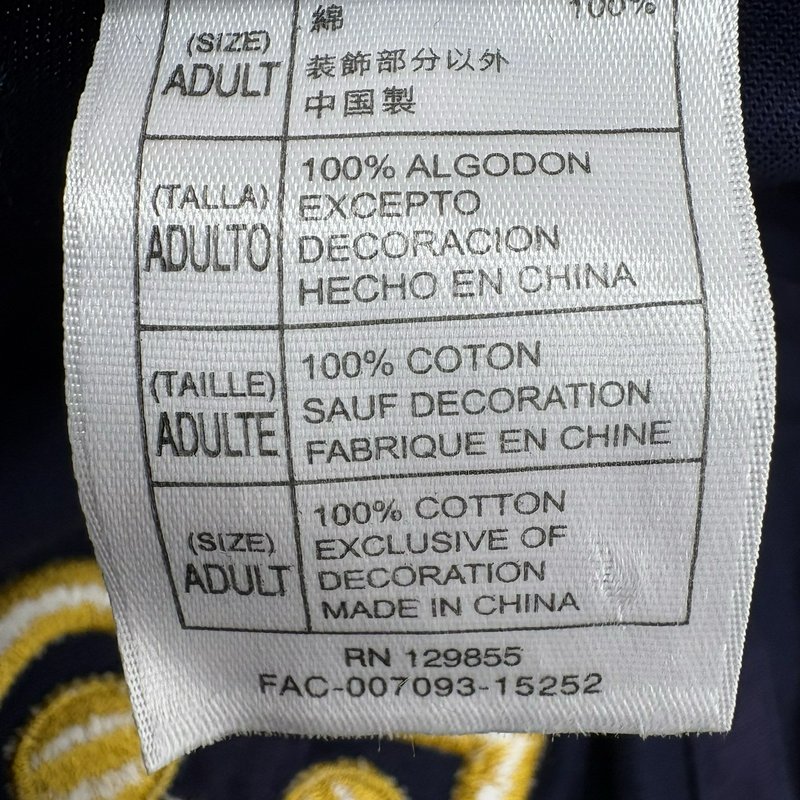 綿 100%
(SIZE)
ADULT
装飾部分以外
中国製
(TALLA)
ADULTO
100% ALGODON
EXCEPTO
DECORACION
HECHO EN CHINA
(TAILLE)
ADULTE
100% COTON
SAUF DECORATION
FABRIQUE EN CHINE
(SIZE)
ADULT
100% COTTON
EXCLUSIVE OF
DECORATION
MADE IN CHINA
RN 129855
FAC-007093-15252